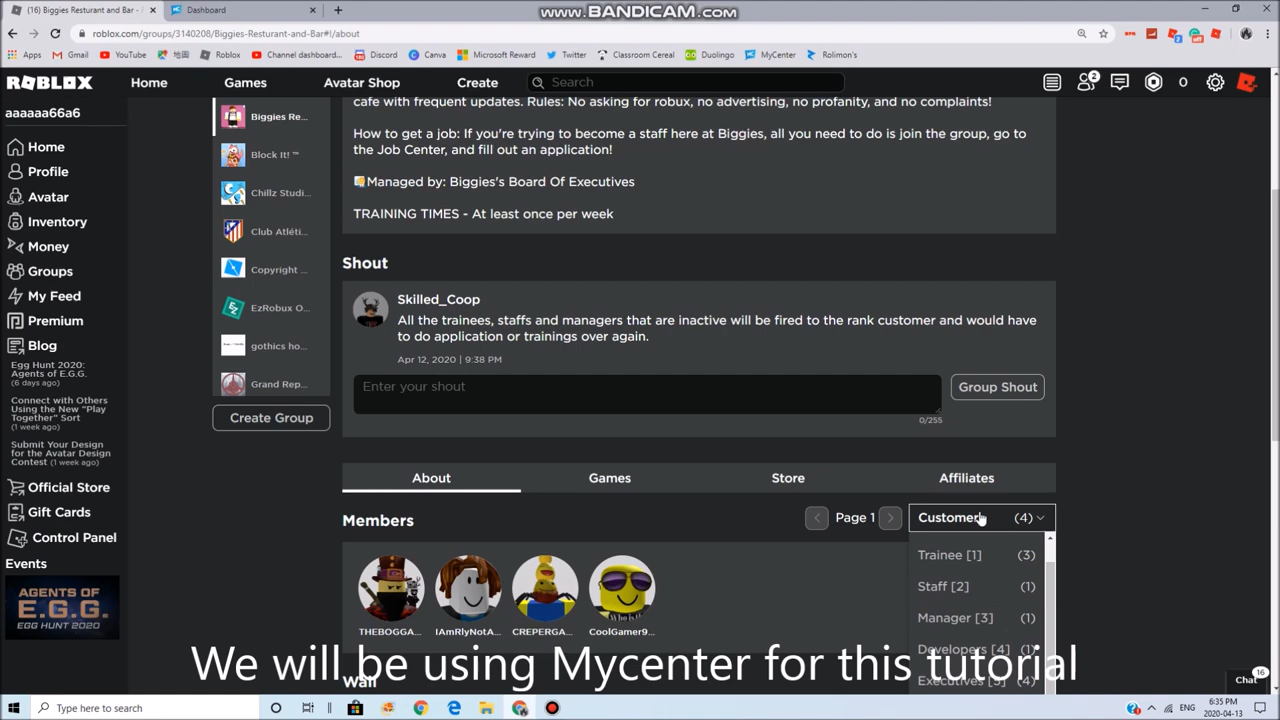 www.BANDICAM.com
(16) Biggies Resturant and Bar -
Dashboard
roblox.com/groups/3140208/Biggies-Resturant-and-Bar#!/about
Apps Gmail YouTube 地圖 Roblox Channel dashboard... Discord Canva Microsoft Reward Twitter Classroom Cereal Duolingo MyCenter Rolimon's
ROBLOX Home Games Avatar Shop Create Search 2 0
aaaaaa66a6
Home
Profile
Avatar
Inventory
Money
Groups
My Feed
Premium
Blog
Egg Hunt 2020:
Agents of E.G.G.
(6 days ago)
Connect with Others
Using the New "Play
Together" Sort
(1 week ago)
Submit Your Design
for the Avatar Design
Contest (1 week ago)
Official Store
Gift Cards
Control Panel
Events
AGENTS OF
E.G.G.
EGG HUNT 2020
Biggies Re...
Block It! ™
Chillz Studi...
Club Atléti...
Copyright ...
EzRobux O...
gothics ho...
Grand Rep...
Create Group
cafe with frequent updates. Rules: No asking for robux, no advertising, no profanity, and no complaints!
How to get a job: If you're trying to become a staff here at Biggies, all you need to do is join the group, go to
the Job Center, and fill out an application!
Managed by: Biggies's Board Of Executives
TRAINING TIMES - At least once per week
Shout
Skilled_Coop
All the trainees, staffs and managers that are inactive will be fired to the rank customer and would have
to do application or trainings over again.
Apr 12, 2020 | 9:38 PM
Enter your shout
Group Shout
0/255
About Games Store Affiliates
Members
Page 1
Customer (4)
Trainee [1] (3)
Staff [2] (1)
Manager [3] (1)
Developers [4] (1)
Executives [5] (4)
THEBOGGA...
IAmRlyNotA...
CREPERGA...
CoolGamer9...
Wall
We will be using Mycenter for this tutorial
Chat 16
Type here to search
ENG
6:35 PM
2020-04-13